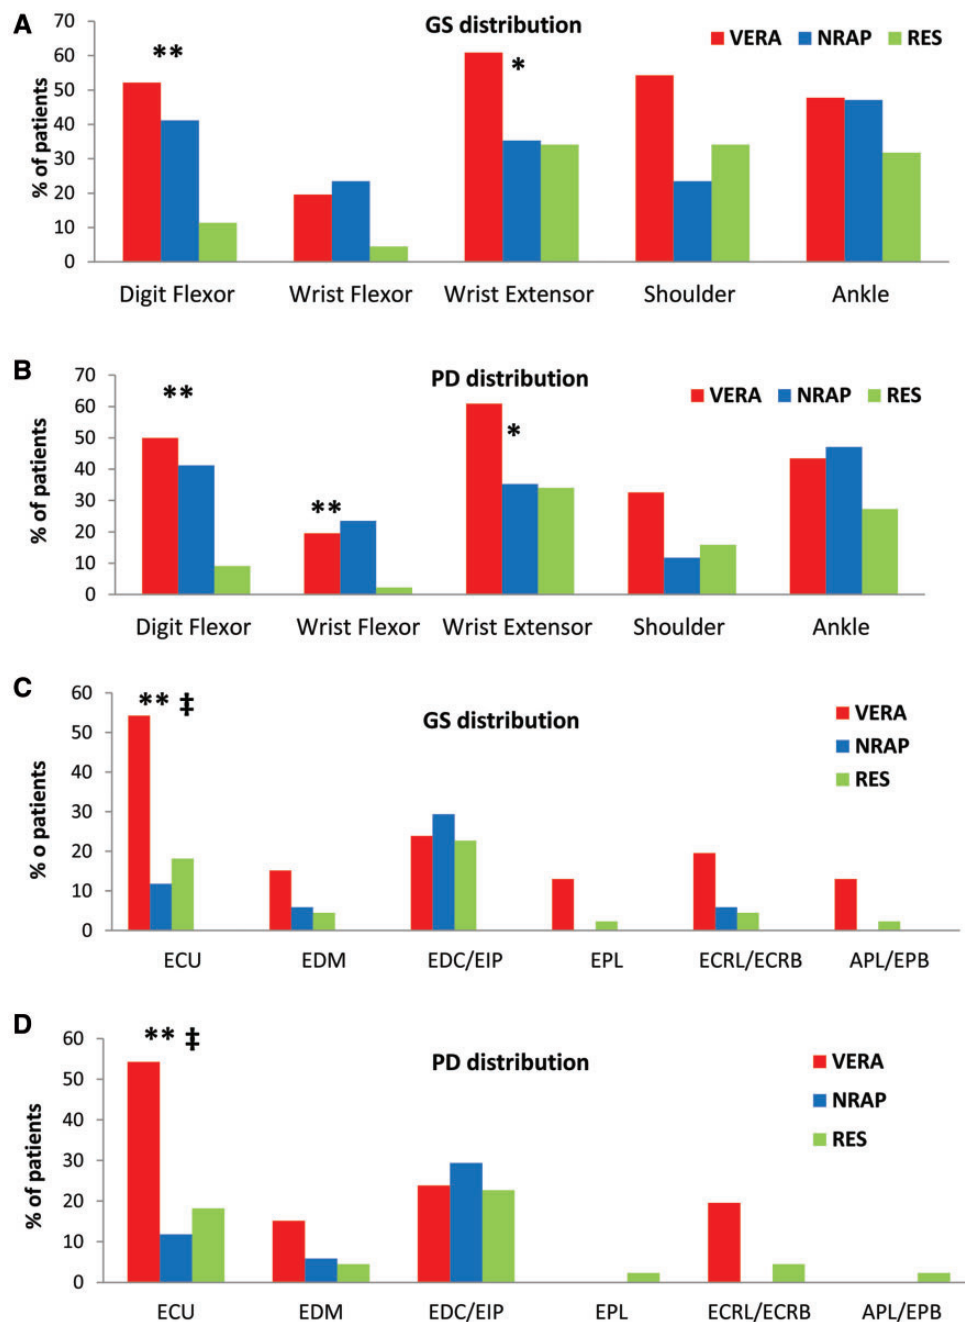 A
GS distribution
VERA NRAP RES
% of patients
70
60
50
40
30
20
10
0
**
*
Digit Flexor Wrist Flexor Wrist Extensor Shoulder Ankle
B
PD distribution
VERA NRAP RES
% of patients
70
60
50
40
30
20
10
0
**
**
*
Digit Flexor Wrist Flexor Wrist Extensor Shoulder Ankle
C
GS distribution
VERA
NRAP
RES
% o patients
60
50
40
30
20
10
0
** ‡
ECU EDM EDC/EIP EPL ECRL/ECRB APL/EPB
D
PD distribution
VERA
NRAP
RES
% of patients
60
50
40
30
20
10
0
** ‡
ECU EDM EDC/EIP EPL ECRL/ECRB APL/EPB